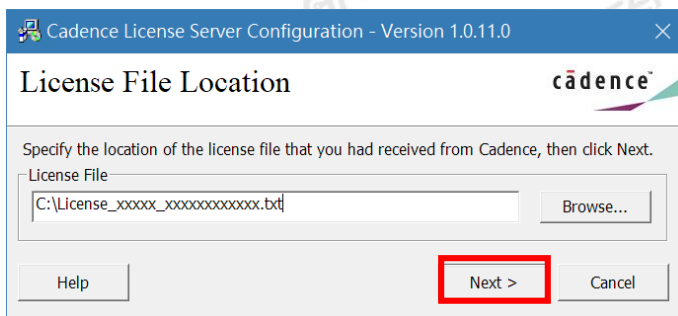 Cadence License Server Configuration - Version 1.0.11.0
License File Location
cādence™
Specify the location of the license file that you had received from Cadence, then click Next.
License File
C:\License_xxxxx_xxxxxxxxxxxx.txt
Browse...
Help
Next >
Cancel